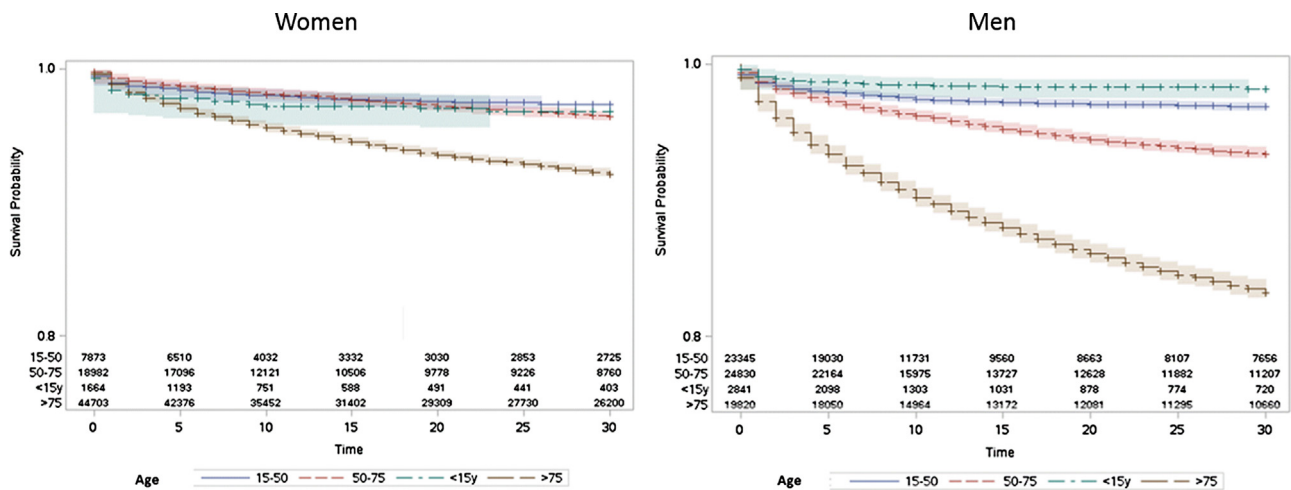 Women
Men
1.0
Survival Probability
0.8
15-50 7873 6510 4032 3332 3030 2853 2725
50-75 18982 17096 12121 10506 9778 9226 8760
<15y 1664 1193 751 588 491 441 403
>75 44703 42376 35452 31402 29309 27730 26200
0 5 10 15 20 25 30
Time
Age 15-50 50-75 <15y >75
1.0
Survival Probability
0.8
15-50 23345 19030 11731 9560 8663 8107 7656
50-75 24830 22164 15975 13727 12628 11882 11207
<15y 2841 2098 1303 1031 878 774 720
>75 19820 18050 14964 13172 12081 11295 10660
0 5 10 15 20 25 30
Time
Age 15-50 50-75 <15y >75